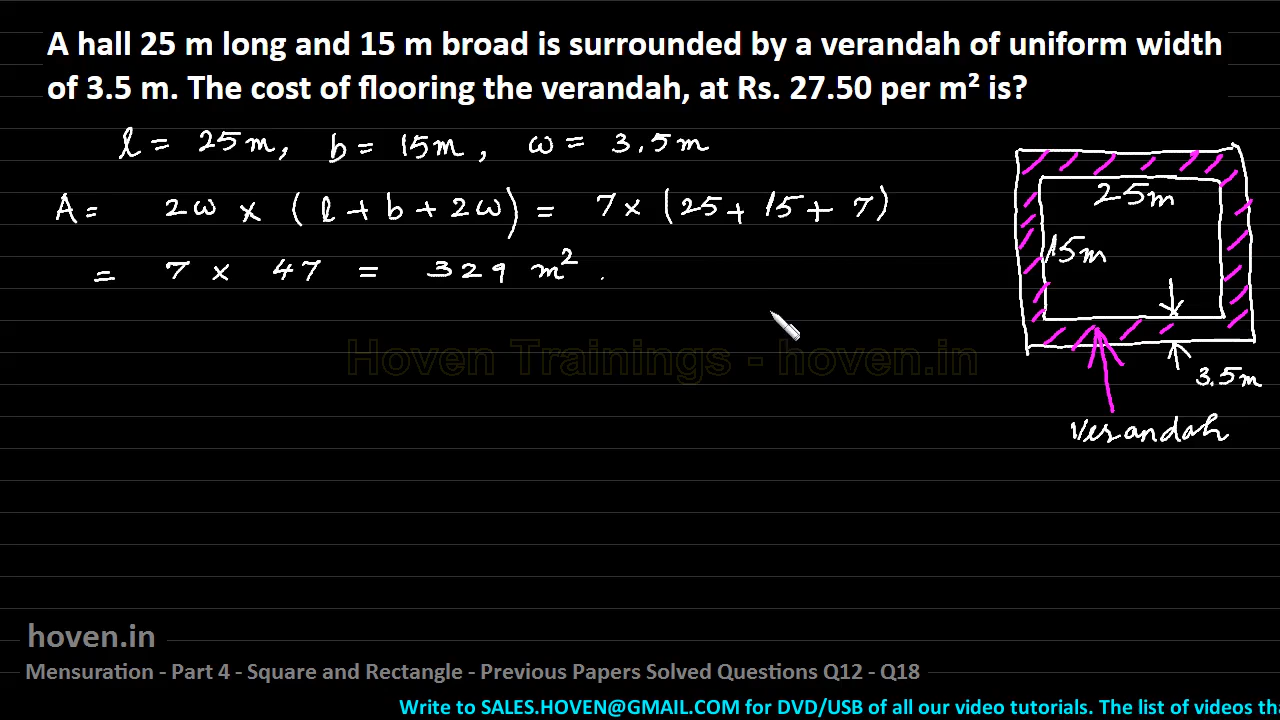 A hall 25 m long and 15 m broad is surrounded by a verandah of uniform width
of 3.5 m. The cost of flooring the verandah, at Rs. 27.50 per m² is?
l = 25m, b = 15m, ω = 3.5m
A = 2ω × (l + b + 2ω) = 7 × (25 + 15 + 7)
= 7 × 47 = 329 m².
25m
15m
3.5m
Verandah
Hoven Trainings - hoven.in
hoven.in
Mensuration - Part 4 - Square and Rectangle - Previous Papers Solved Questions Q12 - Q18
Write to SALES.HOVEN@GMAIL.COM for DVD/USB of all our video tutorials. The list of videos